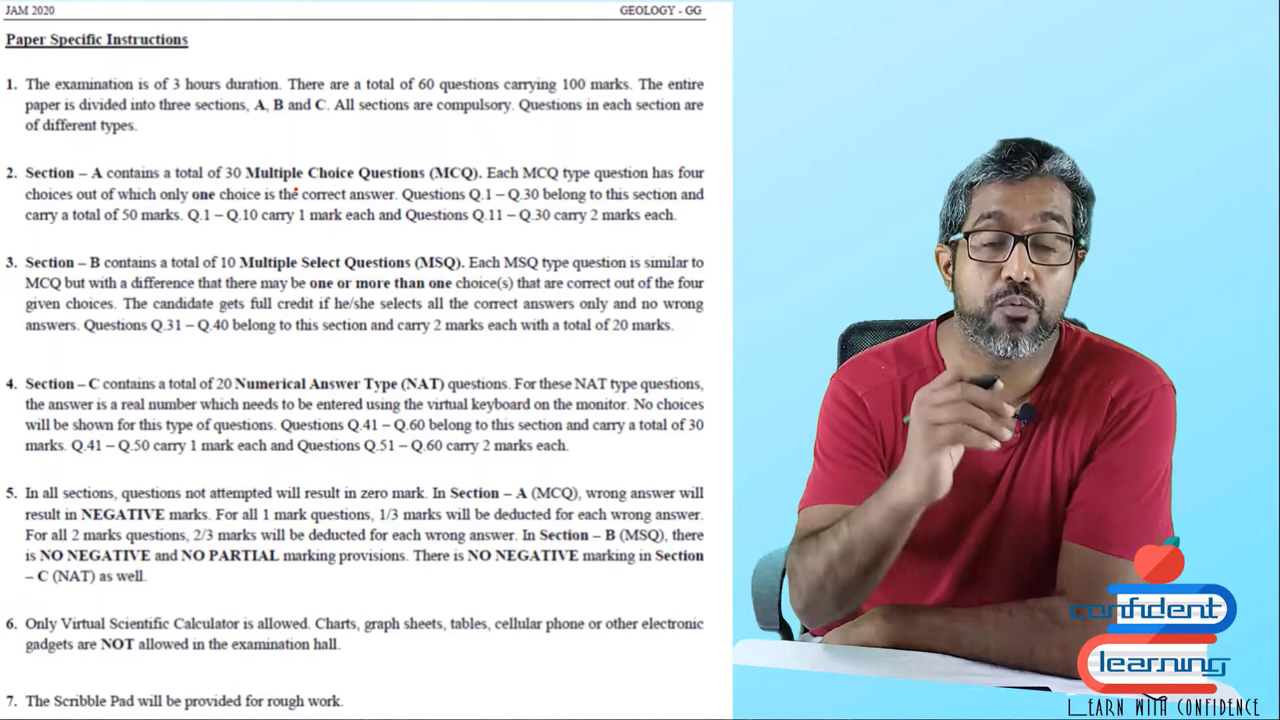 JAM 2020 GEOLOGY - GG
Paper Specific Instructions
1. The examination is of 3 hours duration. There are a total of 60 questions carrying 100 marks. The entire
paper is divided into three sections, A, B and C. All sections are compulsory. Questions in each section are
of different types.
2. Section – A contains a total of 30 Multiple Choice Questions (MCQ). Each MCQ type question has four
choices out of which only one choice is the correct answer. Questions Q.1 – Q.30 belong to this section and
carry a total of 50 marks. Q.1 – Q.10 carry 1 mark each and Questions Q.11 – Q.30 carry 2 marks each.
3. Section – B contains a total of 10 Multiple Select Questions (MSQ). Each MSQ type question is similar to
MCQ but with a difference that there may be one or more than one choice(s) that are correct out of the four
given choices. The candidate gets full credit if he/she selects all the correct answers only and no wrong
answers. Questions Q.31 – Q.40 belong to this section and carry 2 marks each with a total of 20 marks.
4. Section – C contains a total of 20 Numerical Answer Type (NAT) questions. For these NAT type questions,
the answer is a real number which needs to be entered using the virtual keyboard on the monitor. No choices
will be shown for this type of questions. Questions Q.41 – Q.60 belong to this section and carry a total of 30
marks. Q.41 – Q.50 carry 1 mark each and Questions Q.51 – Q.60 carry 2 marks each.
5. In all sections, questions not attempted will result in zero mark. In Section – A (MCQ), wrong answer will
result in NEGATIVE marks. For all 1 mark questions, 1/3 marks will be deducted for each wrong answer.
For all 2 marks questions, 2/3 marks will be deducted for each wrong answer. In Section – B (MSQ), there
is NO NEGATIVE and NO PARTIAL marking provisions. There is NO NEGATIVE marking in Section
– C (NAT) as well.
6. Only Virtual Scientific Calculator is allowed. Charts, graph sheets, tables, cellular phone or other electronic
gadgets are NOT allowed in the examination hall.
7. The Scribble Pad will be provided for rough work.
confident
learning
LEARN WITH CONFIDENCE